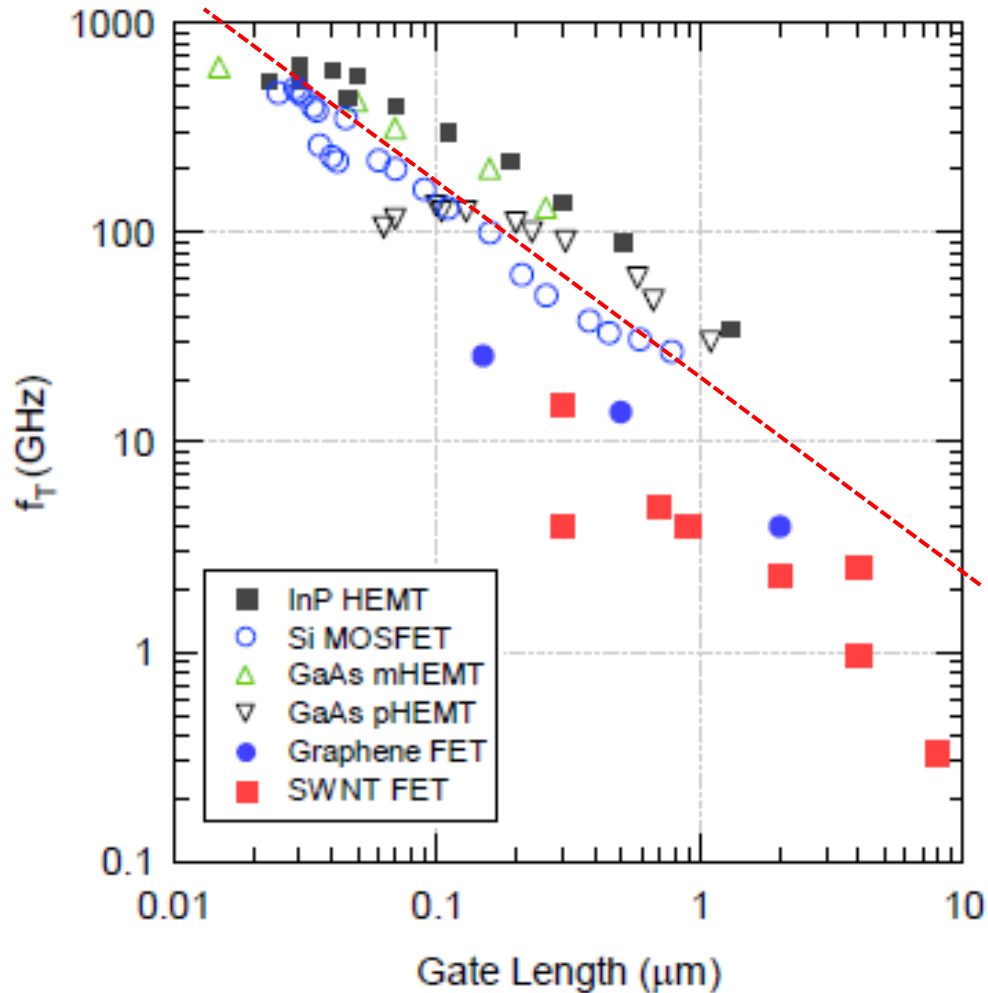 1000
100
10
1
0.1
f_T (GHz)
InP HEMT
Si MOSFET
GaAs mHEMT
GaAs pHEMT
Graphene FET
SWNT FET
0.01 0.1 1 10
Gate Length (μm)